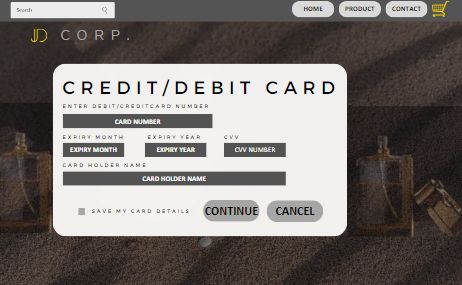 Search
HOME PRODUCT CONTACT
JD CORP.
CREDIT/DEBIT CARD
ENTER DEBIT/CREDITCARD NUMBER
CARD NUMBER
EXPIRY MONTH EXPIRY YEAR CVV
EXPIRY MONTH EXPIRY YEAR CVV NUMBER
CARD HOLDER NAME
CARD HOLDER NAME
SAVE MY CARD DETAILS CONTINUE CANCEL